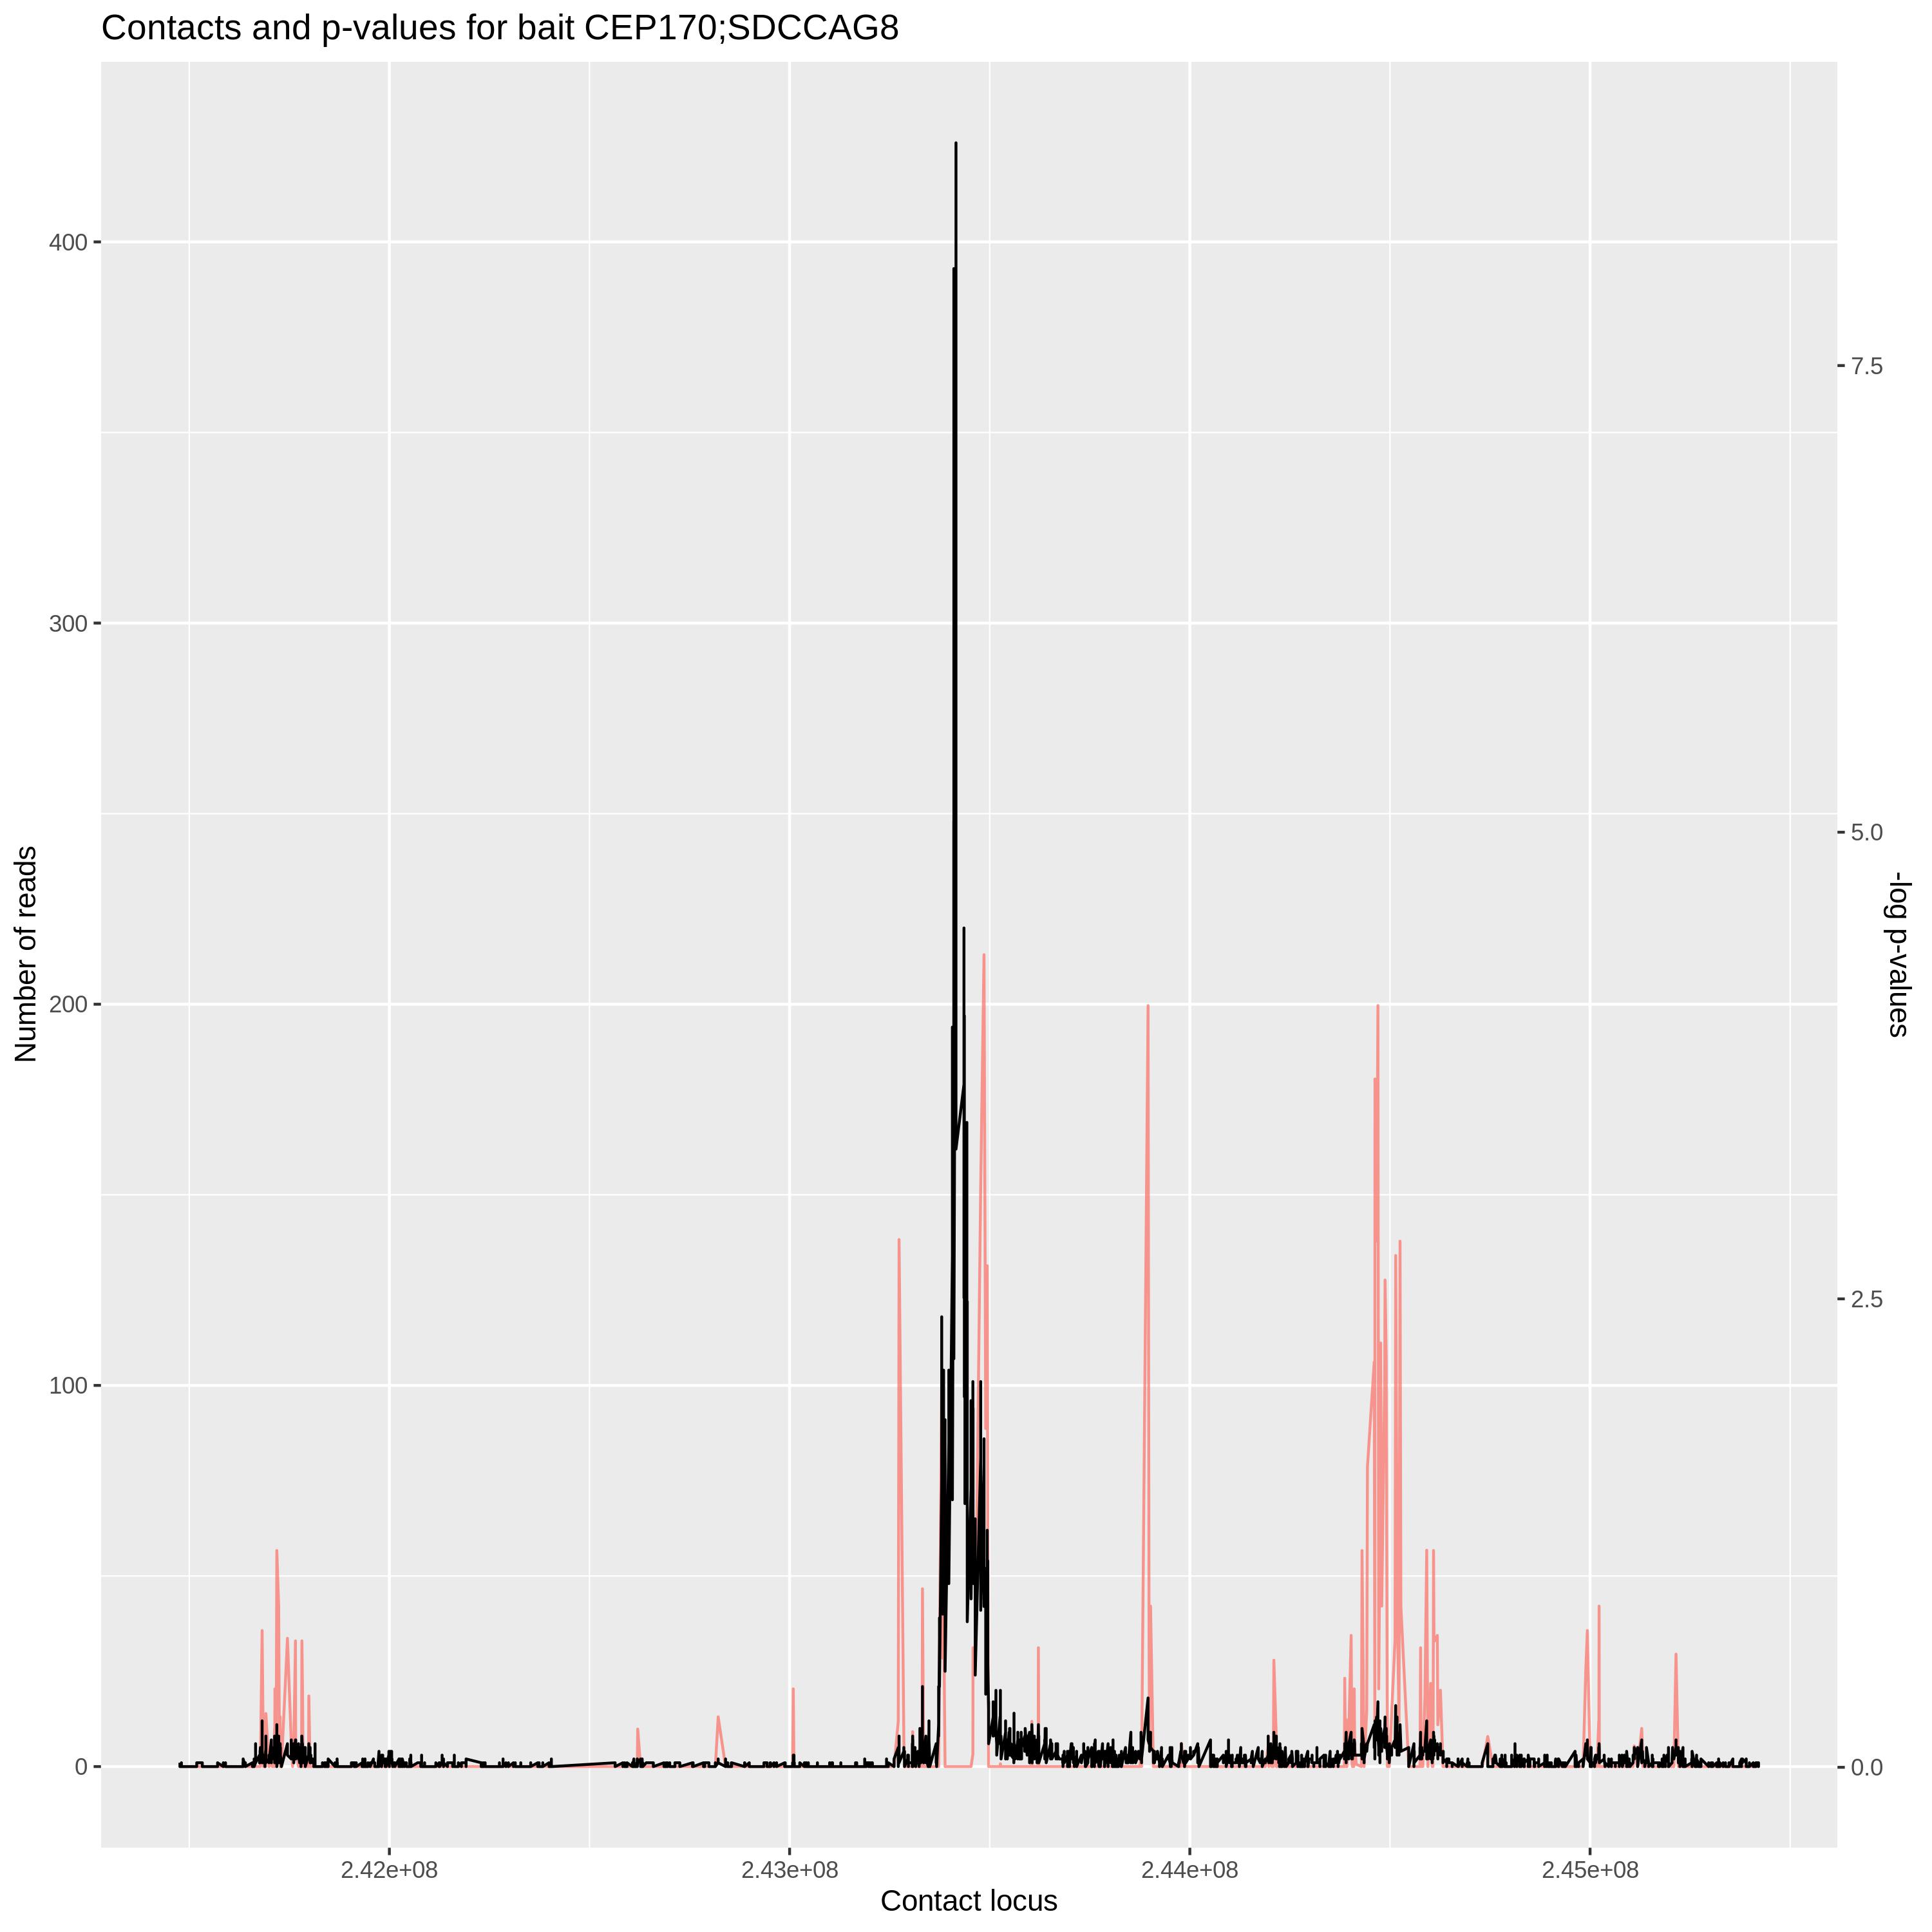 Contacts and p-values for bait CEP170;SDCCAG8
400
300
200
100
0
Number of reads
7.5
5.0
2.5
0.0
-log p-values
2.42e+08
2.43e+08
2.44e+08
2.45e+08
Contact locus